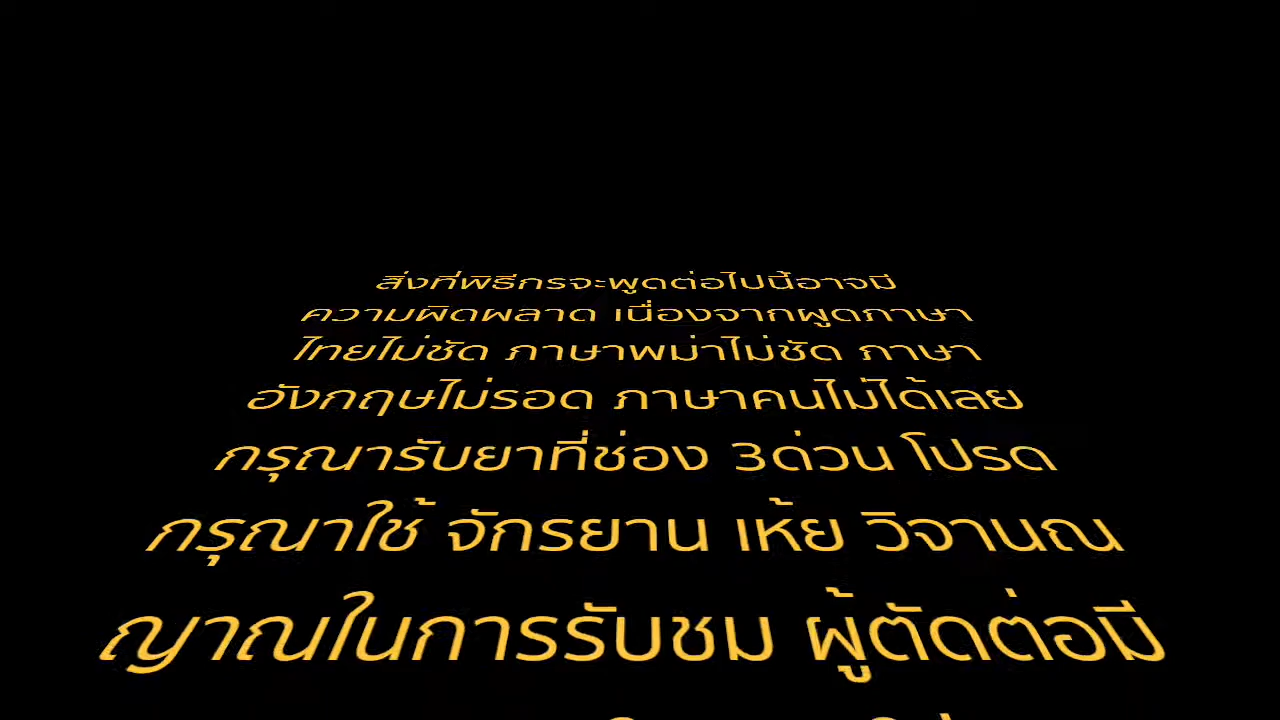 สิ่งที่พิธีกรจะพูดต่อไปนี้อาจมี
ความผิดผลาด เนื่องจากผูดภาษา
ไทยไม่ชัด ภาษาพม่าไม่ชัด ภาษา
อังกฤษไม่รอด ภาษาคนไม่ได้เลย
กรุณารับยาที่ช่อง 3ด่วน โปรด
กรุณาใช้ จักรยาน เห้ย วิจานณ
ญาณในการรับชม ผู้ตัดต่อมี